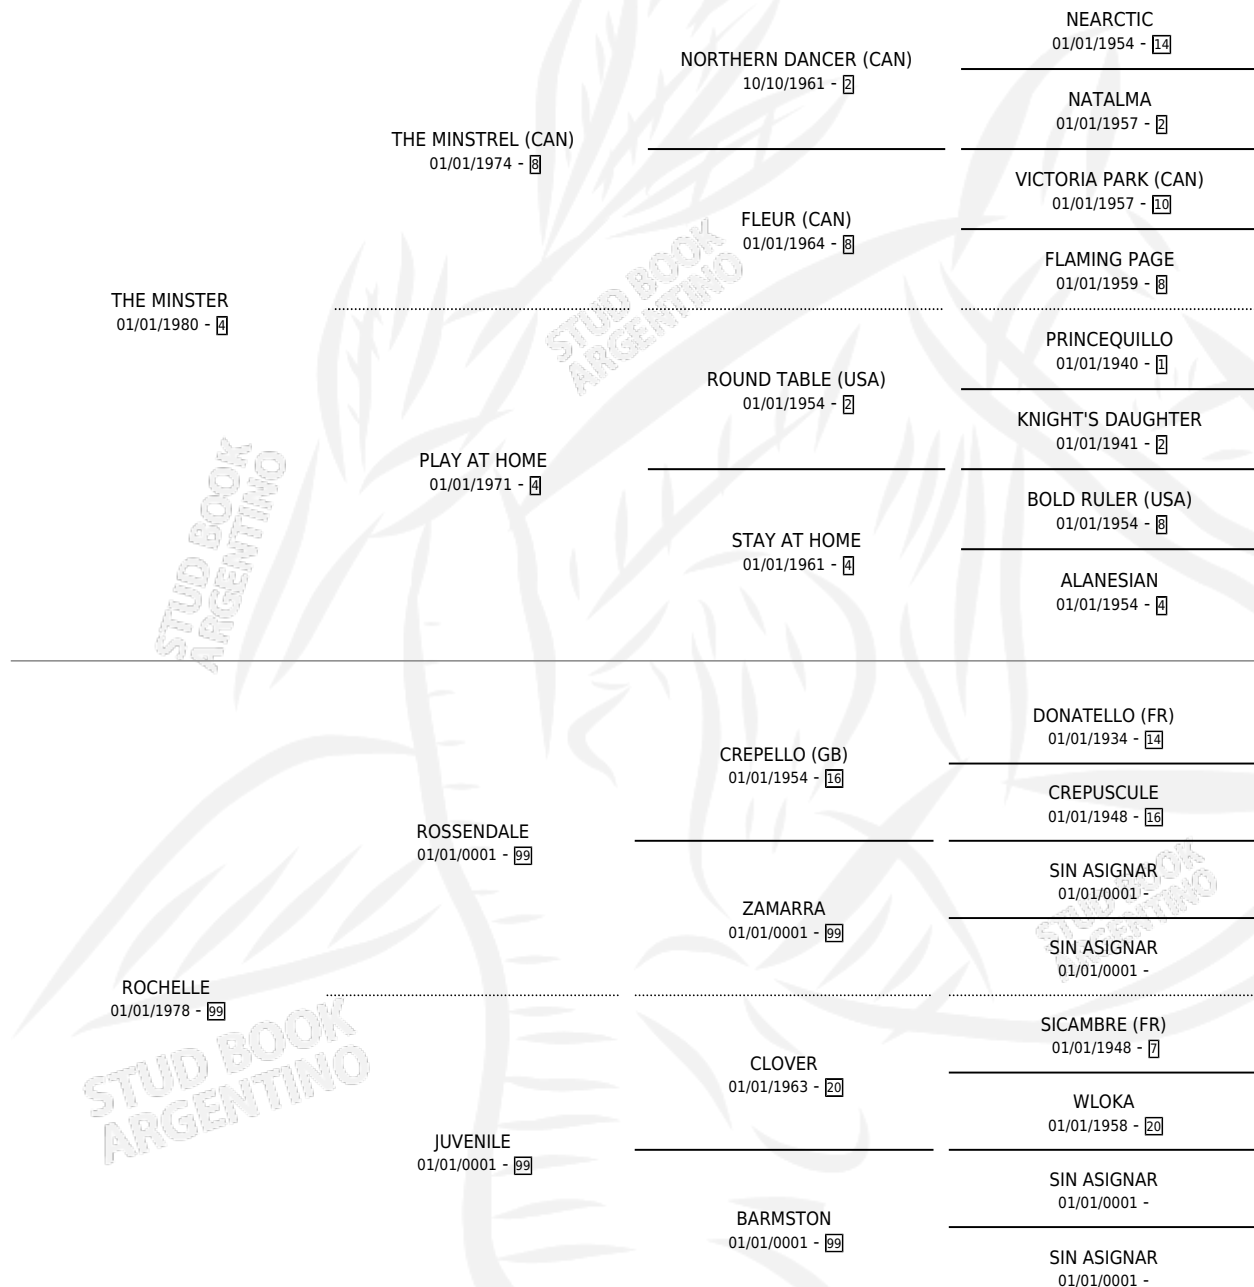 NEARCTIC
01/01/1954 - 14
NORTHERN DANCER (CAN)
10/10/1961 - 2
NATALMA
01/01/1957 - 2
THE MINSTREL (CAN)
01/01/1974 - 8
VICTORIA PARK (CAN)
01/01/1957 - 10
FLEUR (CAN)
01/01/1964 - 8
FLAMING PAGE
01/01/1959 - 8
THE MINSTER
01/01/1980 - 4
PRINCEQUILLO
01/01/1940 - 1
ROUND TABLE (USA)
01/01/1954 - 2
KNIGHT'S DAUGHTER
01/01/1941 - 2
PLAY AT HOME
01/01/1971 - 4
BOLD RULER (USA)
01/01/1954 - 8
STAY AT HOME
01/01/1961 - 4
ALANESIAN
01/01/1954 - 4
DONATELLO (FR)
01/01/1934 - 14
CREPELLO (GB)
01/01/1954 - 16
CREPUSCULE
01/01/1948 - 16
ROSSENDALE
01/01/0001 - 99
SIN ASIGNAR
01/01/0001 -
ZAMARRA
01/01/0001 - 99
SIN ASIGNAR
01/01/0001 -
ROCHELLE
01/01/1978 - 99
SICAMBRE (FR)
01/01/1948 - 7
CLOVER
01/01/1963 - 20
WLOKA
01/01/1958 - 20
JUVENILE
01/01/0001 - 99
SIN ASIGNAR
01/01/0001 -
BARMSTON
01/01/0001 - 99
SIN ASIGNAR
01/01/0001 -
STUD BOOK
ARGENTINO
STUD BOOK
ARGENTINO
STUD BOOK
ARGENTINO
STUD BOOK
ARGENTINO